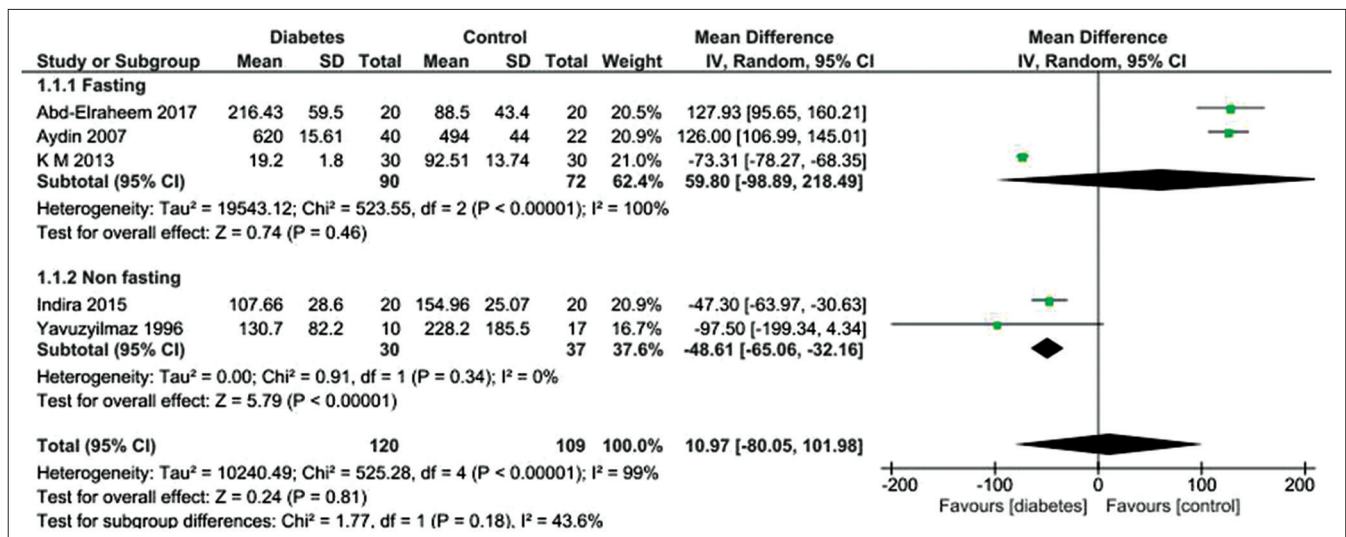 Diabetes Control Mean Difference Mean Difference
Study or Subgroup Mean SD Total Mean SD Total Weight IV, Random, 95% CI IV, Random, 95% CI
1.1.1 Fasting
Abd-Elraheem 2017 216.43 59.5 20 88.5 43.4 20 20.5% 127.93 [95.65, 160.21]
Aydin 2007 620 15.61 40 494 44 22 20.9% 126.00 [106.99, 145.01]
K M 2013 19.2 1.8 30 92.51 13.74 30 21.0% -73.31 [-78.27, -68.35]
Subtotal (95% CI) 90 72 62.4% 59.80 [-98.89, 218.49]
Heterogeneity: Tau² = 19543.12; Chi² = 523.55, df = 2 (P < 0.00001); I² = 100%
Test for overall effect: Z = 0.74 (P = 0.46)
1.1.2 Non fasting
Indira 2015 107.66 28.6 20 154.96 25.07 20 20.9% -47.30 [-63.97, -30.63]
Yavuzyilmaz 1996 130.7 82.2 10 228.2 185.5 17 16.7% -97.50 [-199.34, 4.34]
Subtotal (95% CI) 30 37 37.6% -48.61 [-65.06, -32.16]
Heterogeneity: Tau² = 0.00; Chi² = 0.91, df = 1 (P = 0.34); I² = 0%
Test for overall effect: Z = 5.79 (P < 0.00001)
Total (95% CI) 120 109 100.0% 10.97 [-80.05, 101.98]
Heterogeneity: Tau² = 10240.49; Chi² = 525.28, df = 4 (P < 0.00001); I² = 99%
Test for overall effect: Z = 0.24 (P = 0.81)
Test for subgroup differences: Chi² = 1.77, df = 1 (P = 0.18), I² = 43.6%
-200 -100 0 100 200
Favours [diabetes] Favours [control]